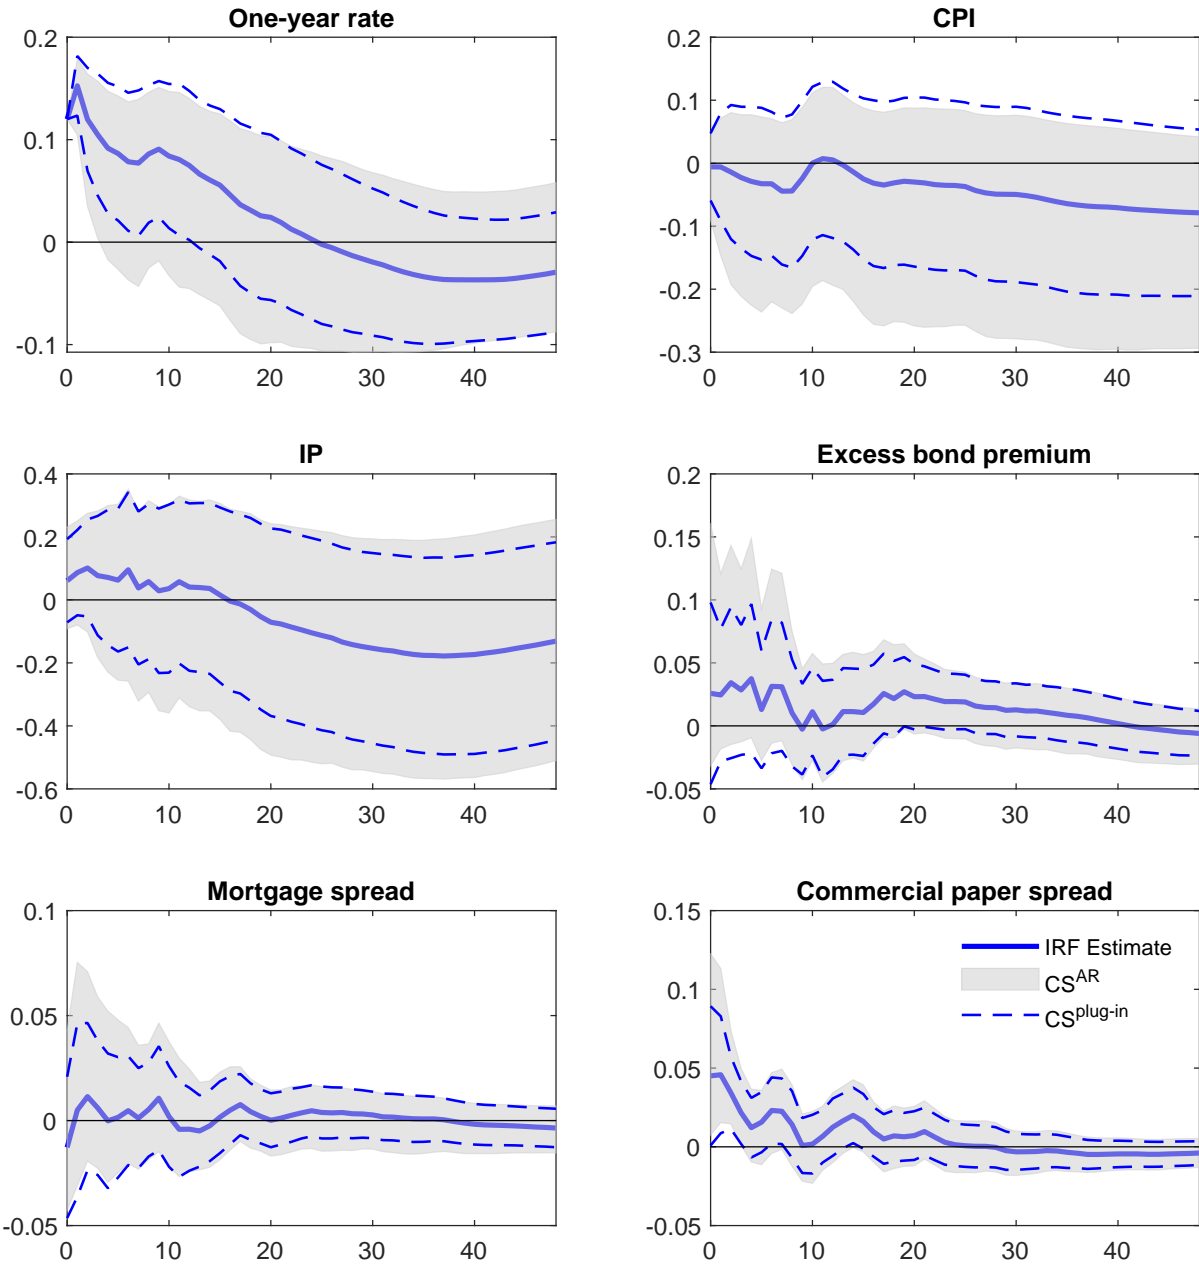 One-year rate
0.2
0.1
0
-0.1
0 10 20 30 40
CPI
0.2
0.1
0
-0.1
-0.2
-0.3
0 10 20 30 40
IP
0.4
0.2
0
-0.2
-0.4
-0.6
0 10 20 30 40
Excess bond premium
0.2
0.15
0.1
0.05
0
-0.05
0 10 20 30 40
Mortgage spread
0.1
0.05
0
-0.05
0 10 20 30 40
Commercial paper spread
0.15
0.1
0.05
0
-0.05
0 10 20 30 40
IRF Estimate
CS^AR
CS^plug-in